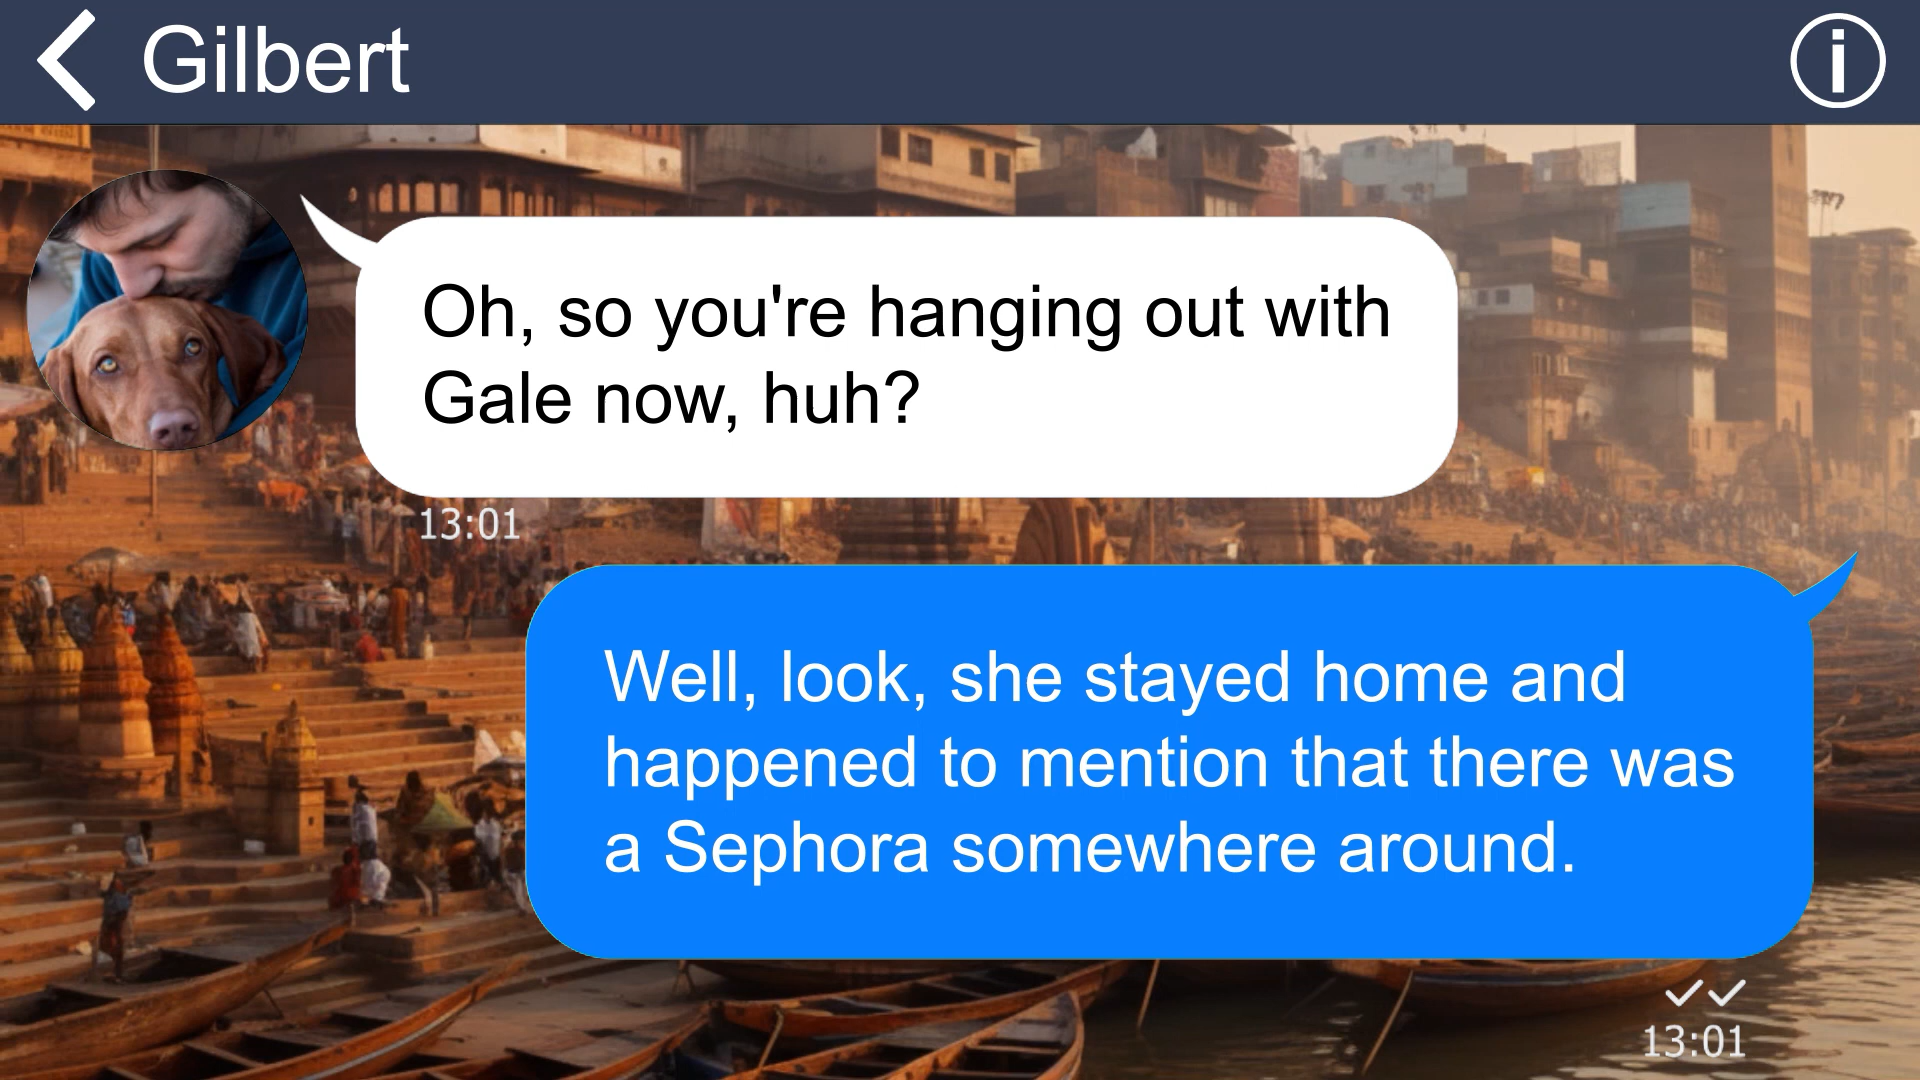 Gilbert
Oh, so you're hanging out with
Gale now, huh?
13:01
Well, look, she stayed home and
happened to mention that there was
a Sephora somewhere around.
13:01